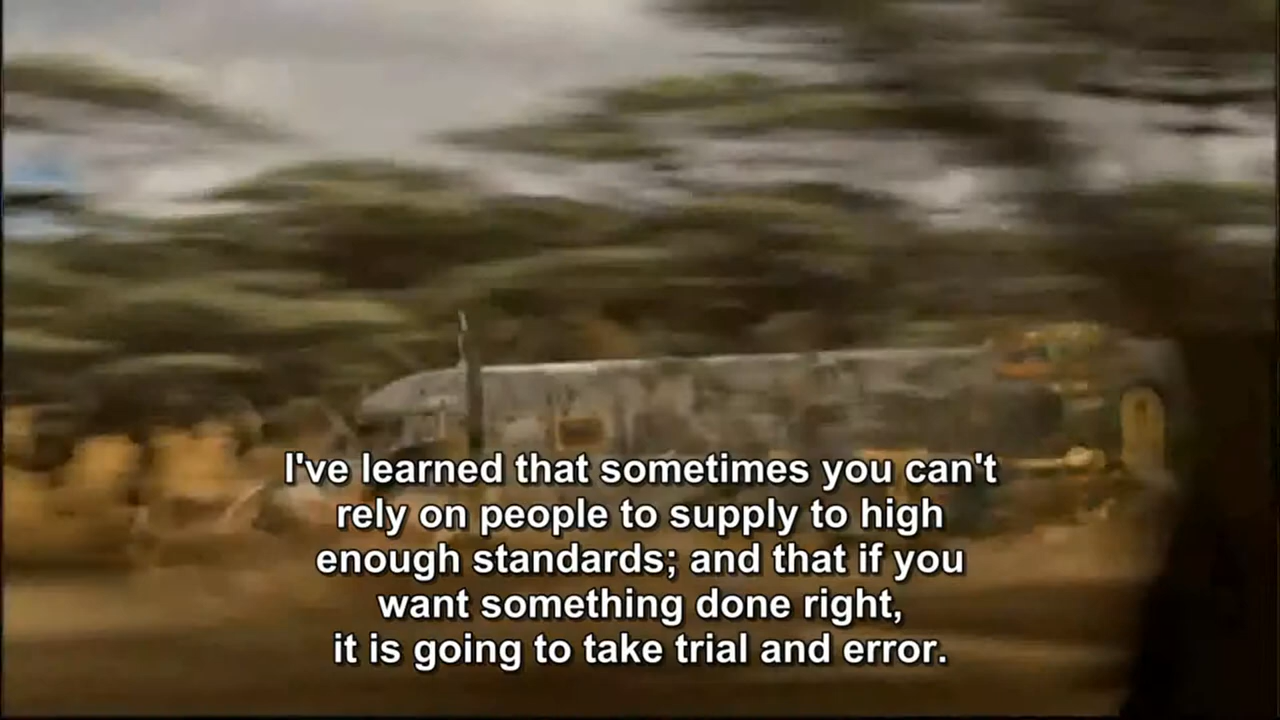 I've learned that sometimes you can't
rely on people to supply to high
enough standards; and that if you
want something done right,
it is going to take trial and error.